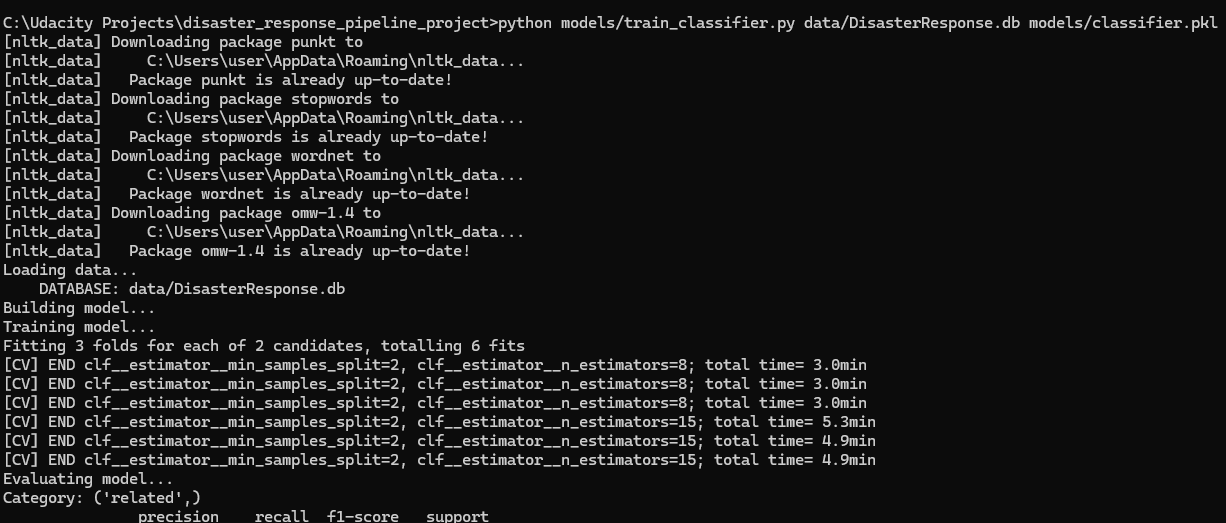 C:\Udacity Projects\disaster_response_pipeline_project>python models/train_classifier.py data/DisasterResponse.db models/classifier.pkl
[nltk_data] Downloading package punkt to
[nltk_data]     C:\Users\user\AppData\Roaming\nltk_data...
[nltk_data]   Package punkt is already up-to-date!
[nltk_data] Downloading package stopwords to
[nltk_data]     C:\Users\user\AppData\Roaming\nltk_data...
[nltk_data]   Package stopwords is already up-to-date!
[nltk_data] Downloading package wordnet to
[nltk_data]     C:\Users\user\AppData\Roaming\nltk_data...
[nltk_data]   Package wordnet is already up-to-date!
[nltk_data] Downloading package omw-1.4 to
[nltk_data]     C:\Users\user\AppData\Roaming\nltk_data...
[nltk_data]   Package omw-1.4 is already up-to-date!
Loading data...
    DATABASE: data/DisasterResponse.db
Building model...
Training model...
Fitting 3 folds for each of 2 candidates, totalling 6 fits
[CV] END clf__estimator__min_samples_split=2, clf__estimator__n_estimators=8; total time= 3.0min
[CV] END clf__estimator__min_samples_split=2, clf__estimator__n_estimators=8; total time= 3.0min
[CV] END clf__estimator__min_samples_split=2, clf__estimator__n_estimators=8; total time= 3.0min
[CV] END clf__estimator__min_samples_split=2, clf__estimator__n_estimators=15; total time= 5.3min
[CV] END clf__estimator__min_samples_split=2, clf__estimator__n_estimators=15; total time= 4.9min
[CV] END clf__estimator__min_samples_split=2, clf__estimator__n_estimators=15; total time= 4.9min
Evaluating model...
Category: ('related',)
               precision    recall  f1-score   support